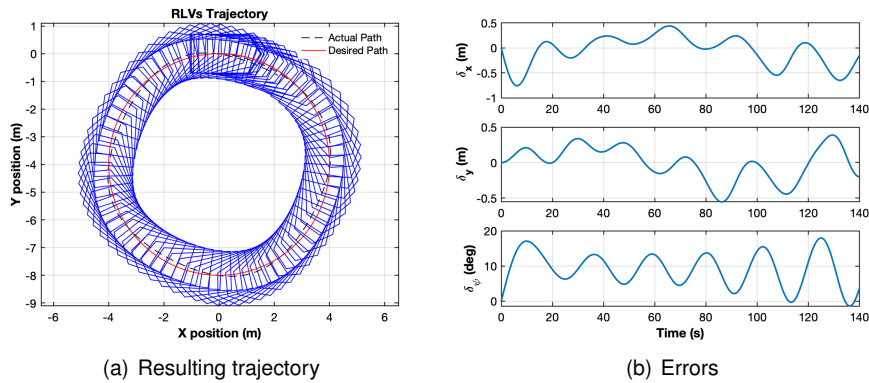 RLVs Trajectory
Actual Path
Desired Path
1
0
-1
-2
-3
-4
-5
-6
-7
-8
-9
Y position (m)
-6
-4
-2
0
2
4
6
X position (m)
(a) Resulting trajectory
0.5
0
-0.5
-1
δx (m)
0 20 40 60 80 100 120 140
0.5
0
-0.5
δy (m)
0 20 40 60 80 100 120 140
20
10
0
δψ (deg)
0 20 40 60 80 100 120 140
Time (s)
(b) Errors